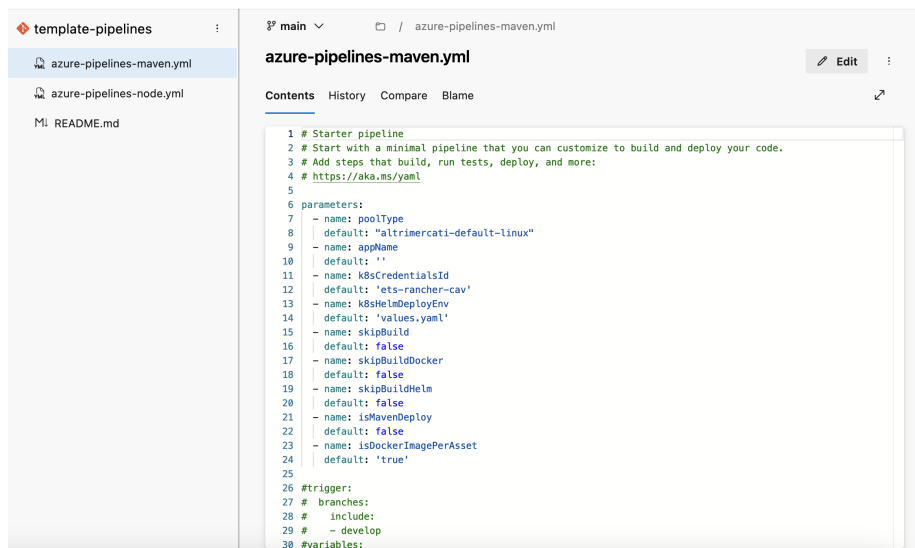 template-pipelines
azure-pipelines-maven.yml
azure-pipelines-node.yml
README.md
main
/ azure-pipelines-maven.yml
azure-pipelines-maven.yml
Edit
Contents History Compare Blame
1 # Starter pipeline
2 # Start with a minimal pipeline that you can customize to build and deploy your code.
3 # Add steps that build, run tests, deploy, and more:
4 # https://aka.ms/yaml
5
6 parameters:
7 - name: poolType
8 default: "altrimercati-default-linux"
9 - name: appName
10 default: ''
11 - name: k8sCredentialsId
12 default: 'ets-rancher-cav'
13 - name: k8sHelmDeployEnv
14 default: 'values.yaml'
15 - name: skipBuild
16 default: false
17 - name: skipBuildDocker
18 default: false
19 - name: skipBuildHelm
20 default: false
21 - name: isMavenDeploy
22 default: false
23 - name: isDockerImagePerAsset
24 default: 'true'
25
26 #trigger:
27 # branches:
28 # include:
29 # - develop
30 #variables: